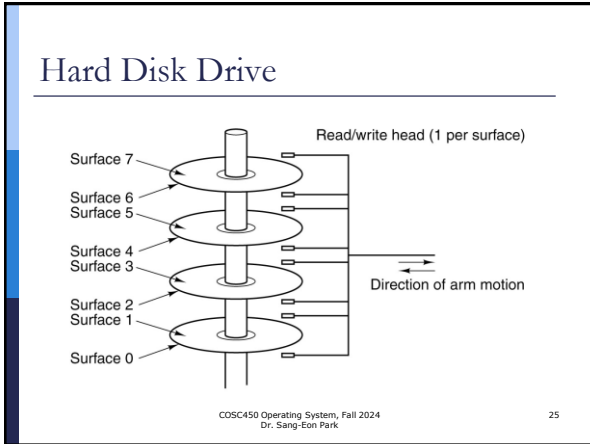 Hard Disk Drive
Read/write head (1 per surface)
Surface 7
Surface 6
Surface 5
Surface 4
Surface 3
Direction of arm motion
Surface 2
Surface 1
Surface 0
COSC450 Operating System, Fall 2024
Dr. Sang-Eon Park
25